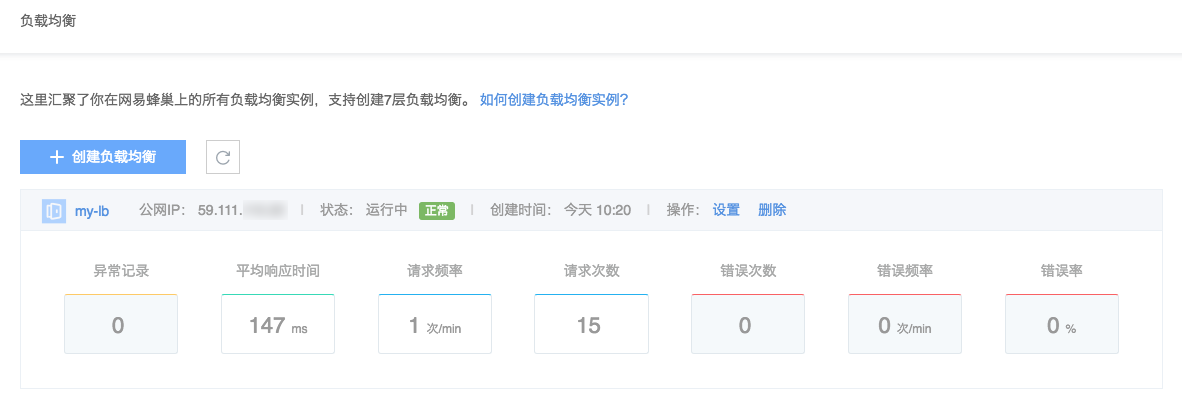 负载均衡
这里汇聚了你在网易蜂巢上的所有负载均衡实例，支持创建7层负载均衡。 如何创建负载均衡实例?
创建负载均衡
my-lb 公网IP: 59.111. 状态: 运行中 正常 创建时间: 今天 10:20 操作: 设置 删除
异常记录 平均响应时间 请求频率 请求次数 错误次数 错误频率 错误率
0 147 ms 1 次/min 15 0 0 次/min 0 %